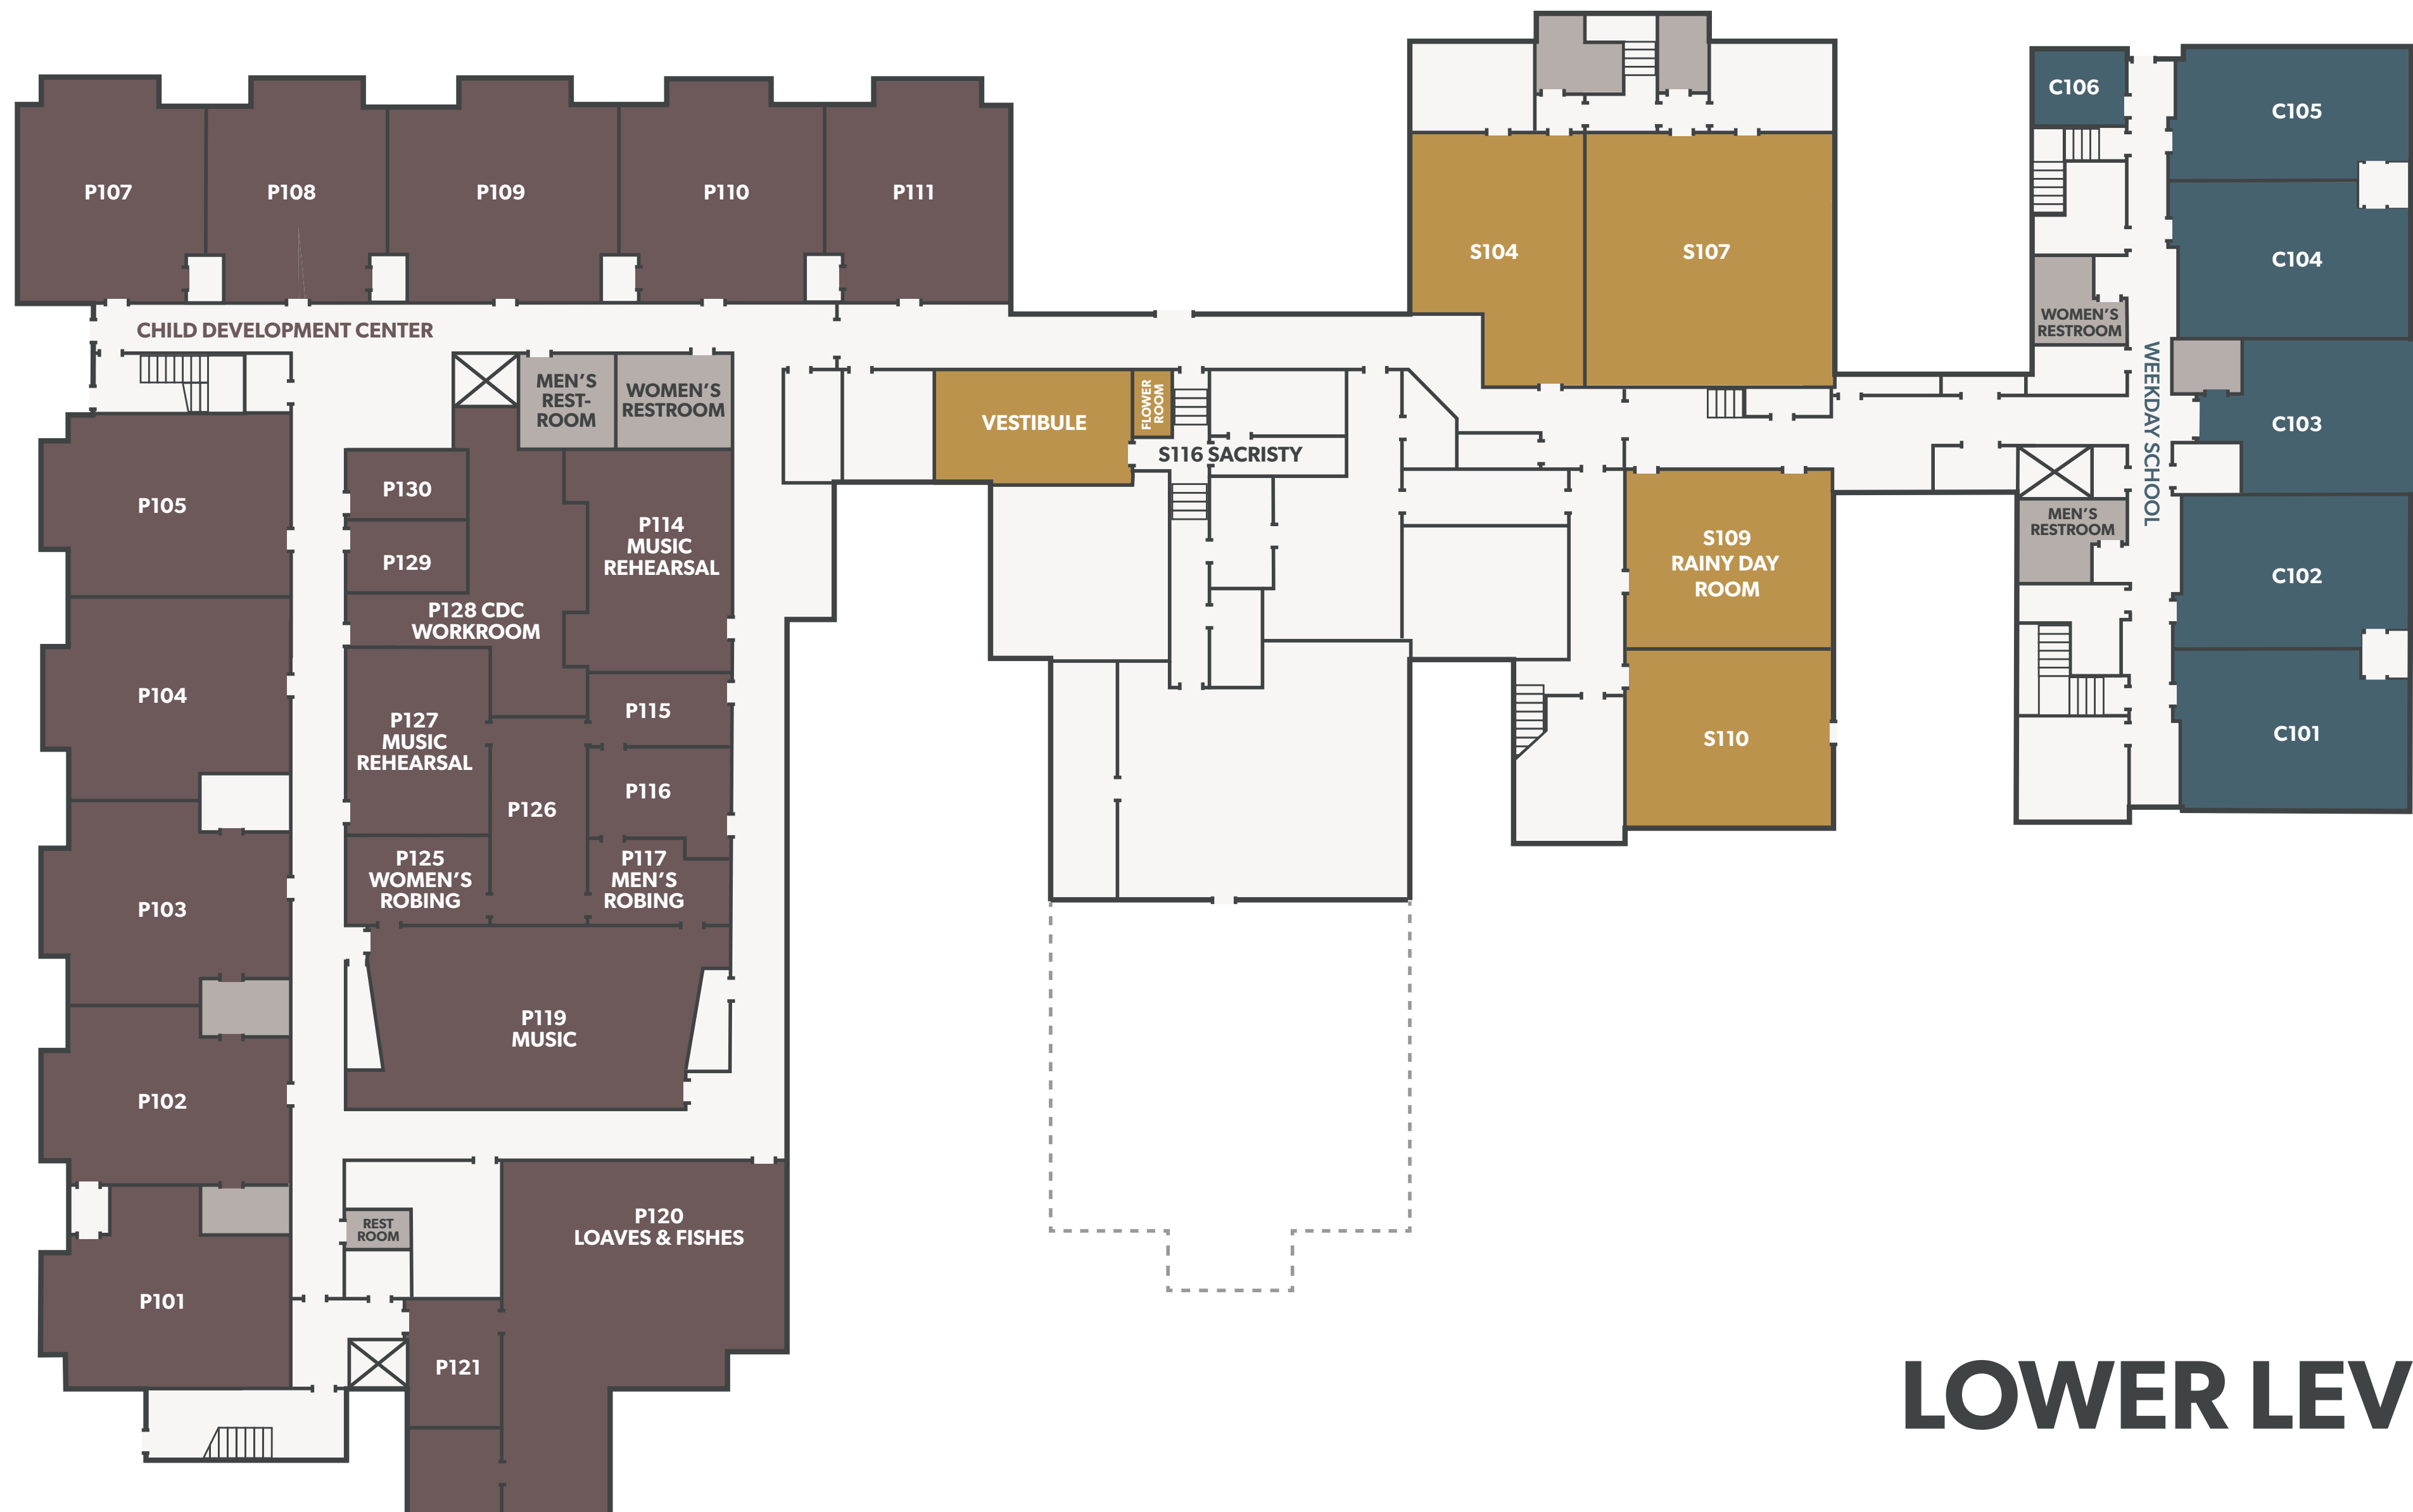 C106
C105
P107
P108
P109
P110
P111
S104
S107
C104
CHILD DEVELOPMENT CENTER
WOMEN'S
RESTROOM
MEN'S
REST-
ROOM
WOMEN'S
RESTROOM
VESTIBULE
FLOWER
ROOM
S116 SACRISTY
WEEKDAY SCHOOL
C103
P105
P130
P129
P114
MUSIC
REHEARSAL
S109
RAINY DAY
ROOM
MEN'S
RESTROOM
C102
P128 CDC
WORKROOM
P104
P127
MUSIC
REHEARSAL
P115
P116
P126
S110
C101
P103
P125
WOMEN'S
ROBING
P117
MEN'S
ROBING
P119
MUSIC
P102
REST
ROOM
P120
LOAVES & FISHES
P101
P121
LOWER LEV